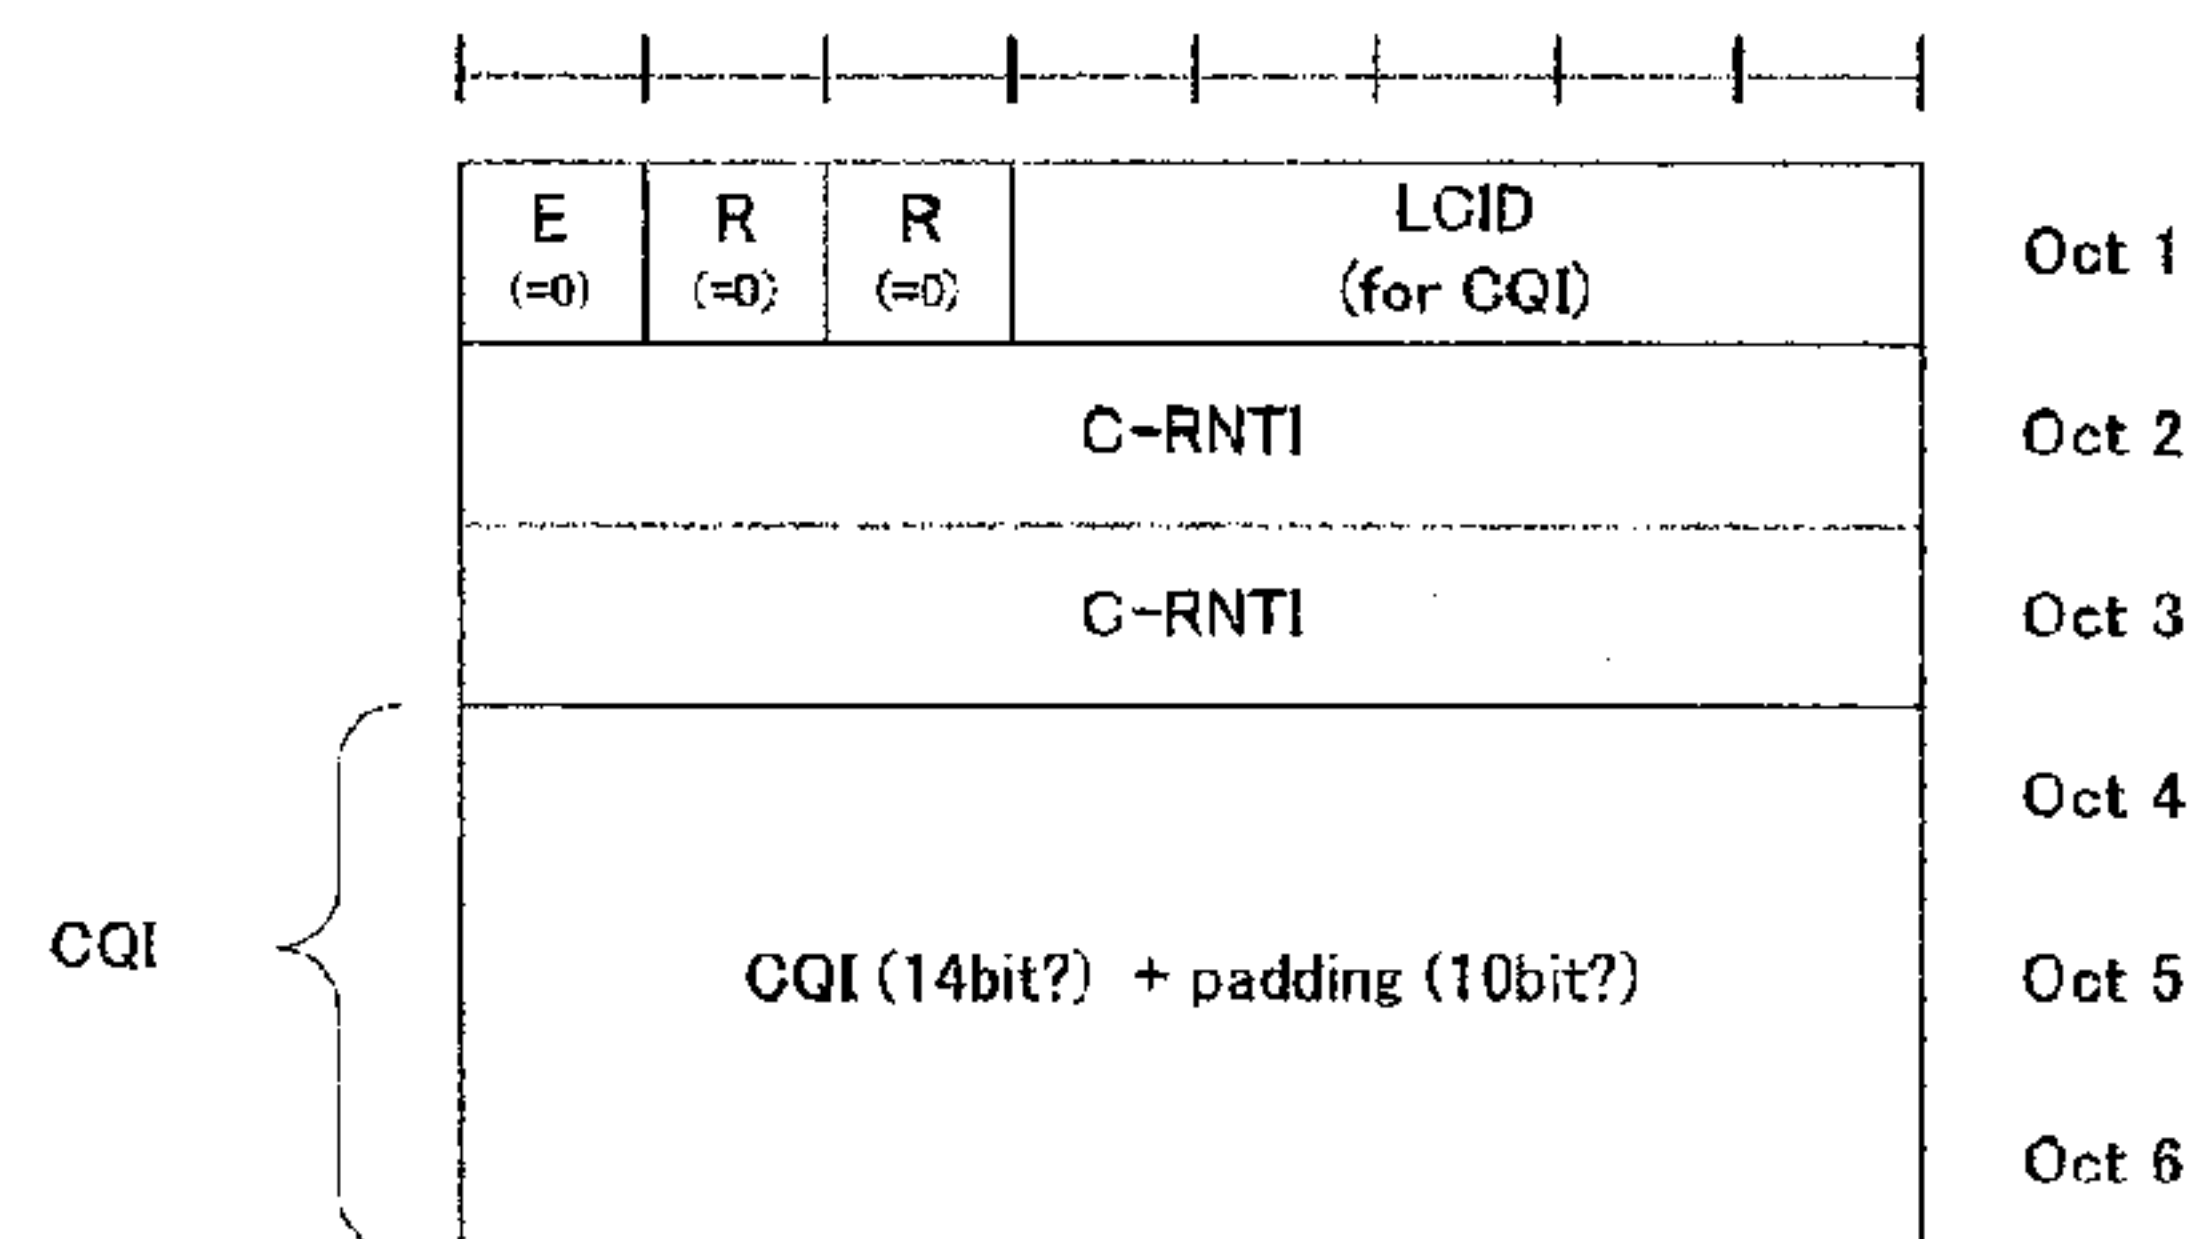 E R R LCID Oct 1
(=0) (=0) (=0) (for CQI)
C-RNTI Oct 2
C-RNTI Oct 3
Oct 4
CQI CQI (14bit?) + padding (10bit?) Oct 5
Oct 6